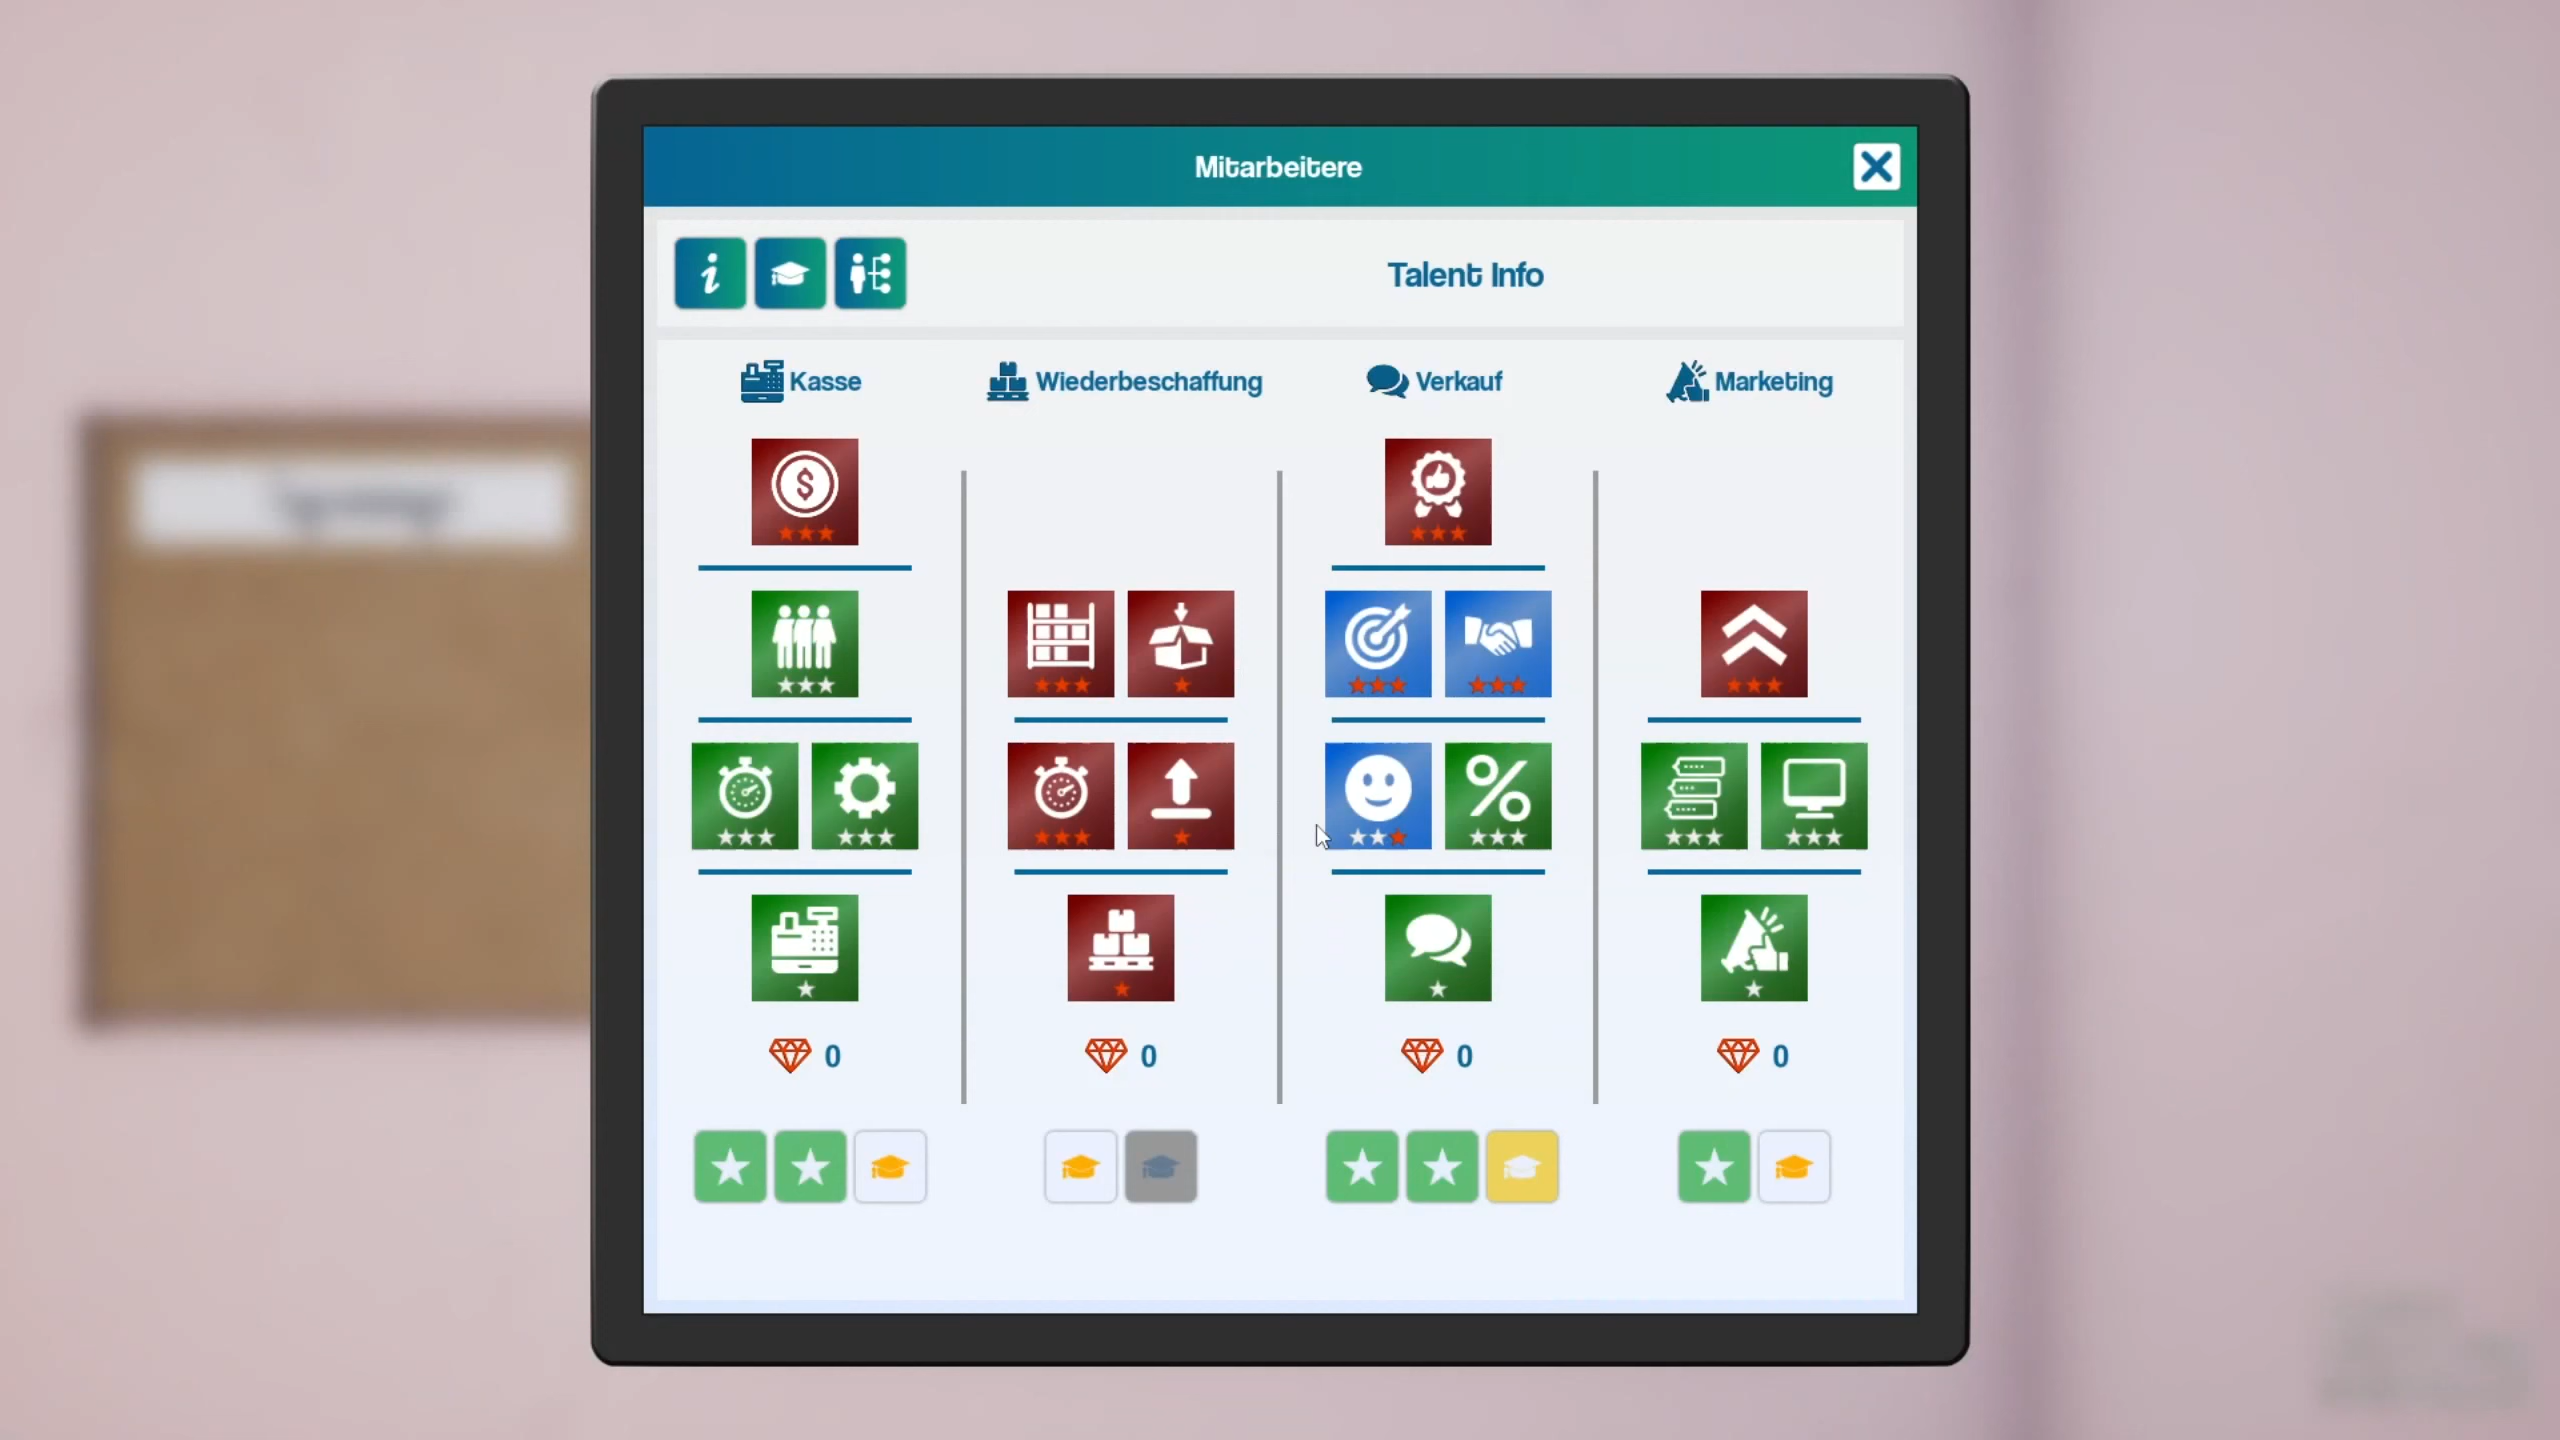 Mitarbeitere
Talent Info
Kasse
Wiederbeschaffung
Verkauf
Marketing
0
0
0
0